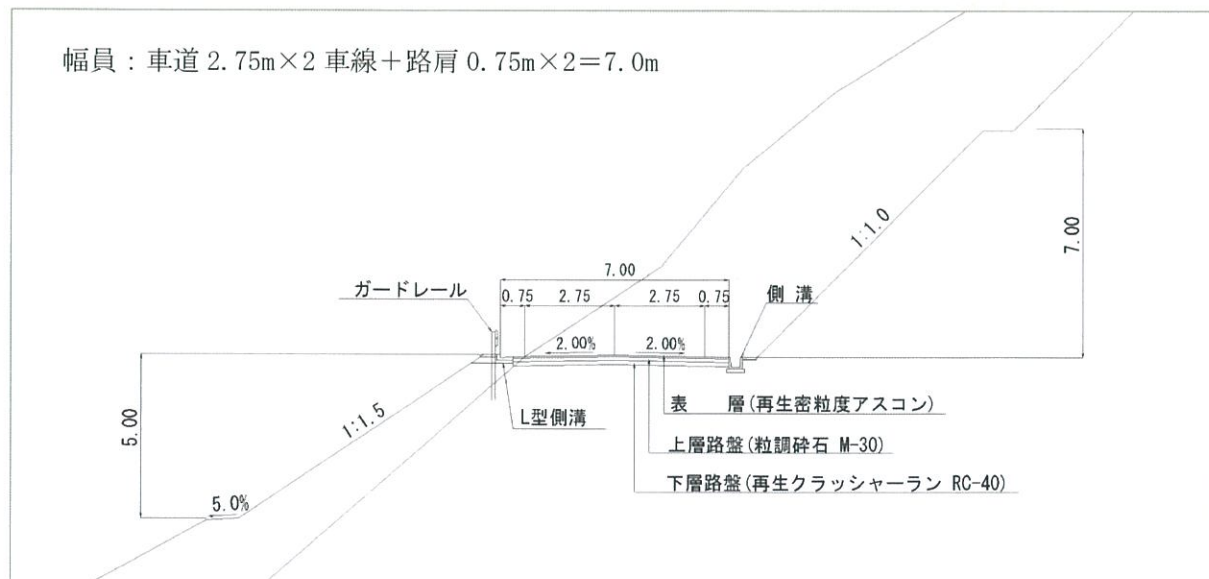 幅員：車道 2.75m×2 車線＋路肩 0.75m×2＝7.0m
1:1.0
7.00
7.00
ガードレール
0.75
2.75
2.75
0.75
側 溝
2.00%
2.00%
5.00
1:1.5
L型側溝
表　　層(再生密粒度アスコン)
上層路盤(粒調砕石 M-30)
下層路盤(再生クラッシャーラン RC-40)
5.0%